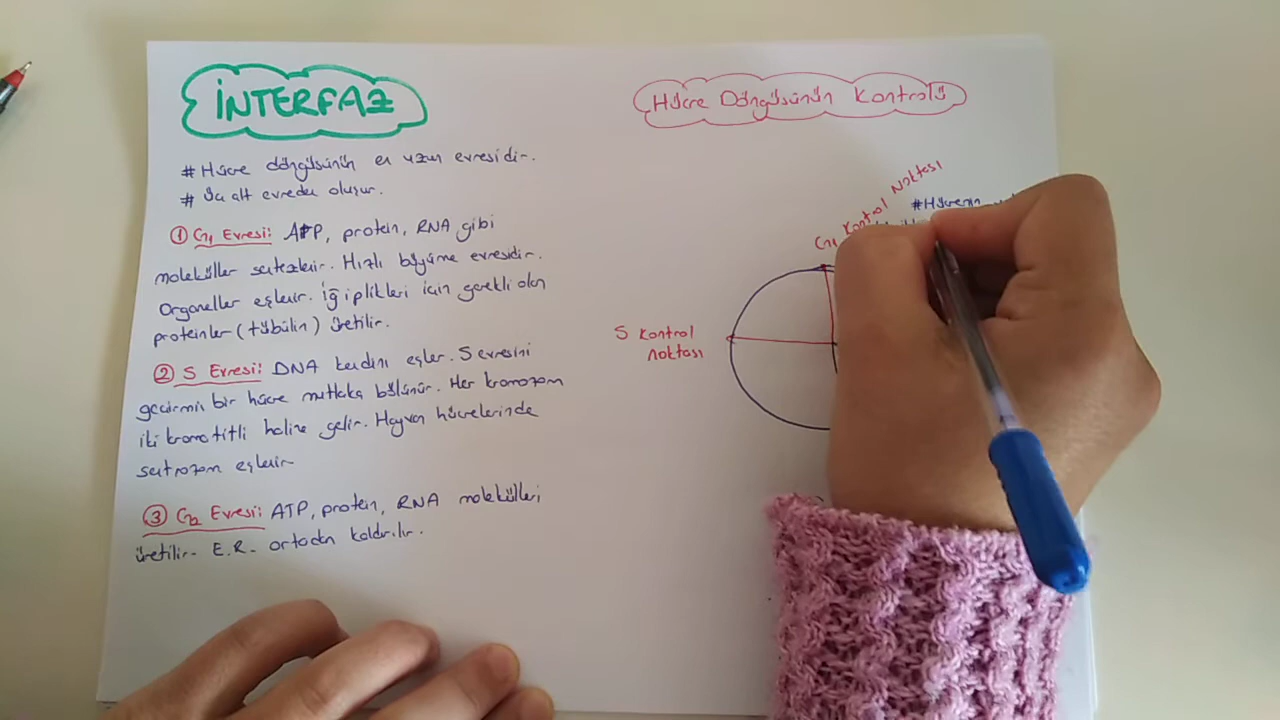 İNTERFAZ
# Hücre döngüsünün en uzun evresidir.
# Üç alt evreden oluşur.
① G₁ Evresi: ATP, protein, RNA gibi
moleküller sentezlenir. Hızlı büyüme evresidir.
Organeller eşlenir. İğ iplikleri için gerekli olan
proteinler (tübülin) üretilir.
② S Evresi: DNA kendini eşler. S evresini
geçirmiş bir hücre mutlaka bölünür. Her kromozom
iki kromotitli haline gelir. Hayvan hücrelerinde
sentrozom eşlenir
③ G₂ Evresi: ATP, protein, RNA molekülleri
üretilir. E.R. ortadan kaldırılır.
Hücre Döngüsünün Kontrolü
G₁ Kontrol Noktası
# Hücrenin
S Kontrol
Noktası